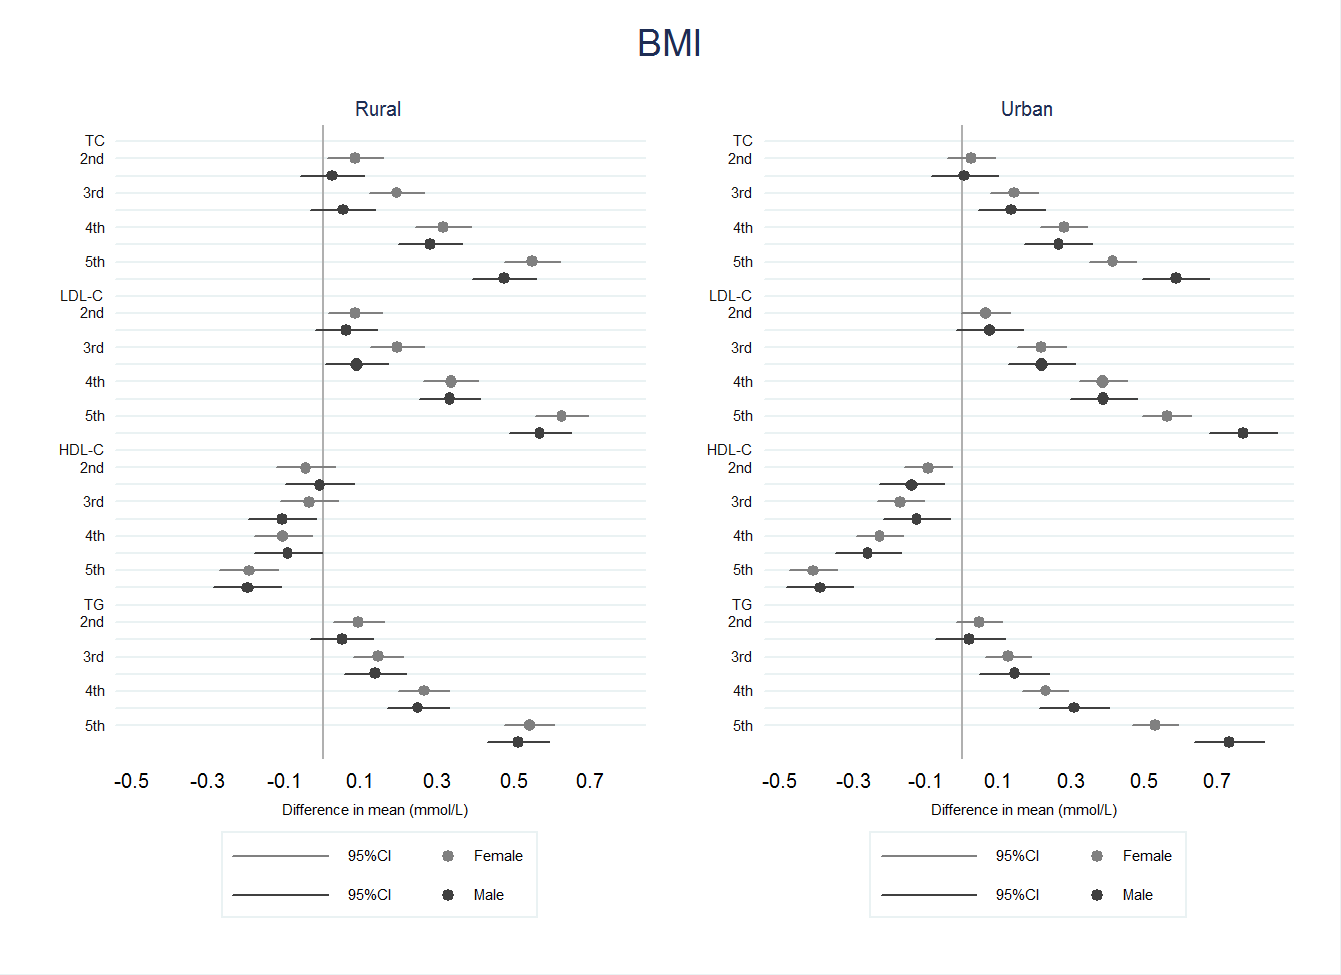 BMI
Rural
TC
2nd
3rd
4th
5th
LDL-C
2nd
3rd
4th
5th
HDL-C
2nd
3rd
4th
5th
TG
2nd
3rd
4th
5th
-0.5 -0.3 -0.1 0.1 0.3 0.5 0.7
Difference in mean (mmol/L)
95%CI Female
95%CI Male
Urban
TC
2nd
3rd
4th
5th
LDL-C
2nd
3rd
4th
5th
HDL-C
2nd
3rd
4th
5th
TG
2nd
3rd
4th
5th
-0.5 -0.3 -0.1 0.1 0.3 0.5 0.7
Difference in mean (mmol/L)
95%CI Female
95%CI Male